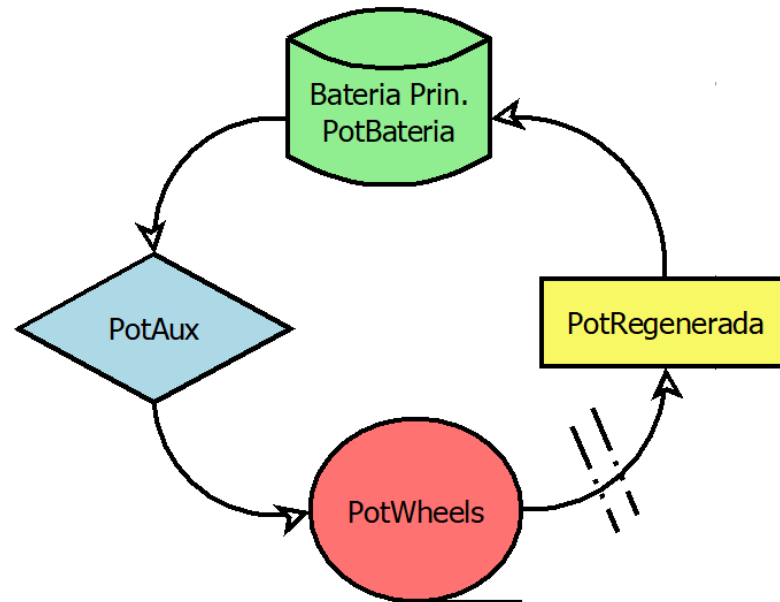 Bateria Prin.
PotBateria
PotAux
PotRegenerada
PotWheels